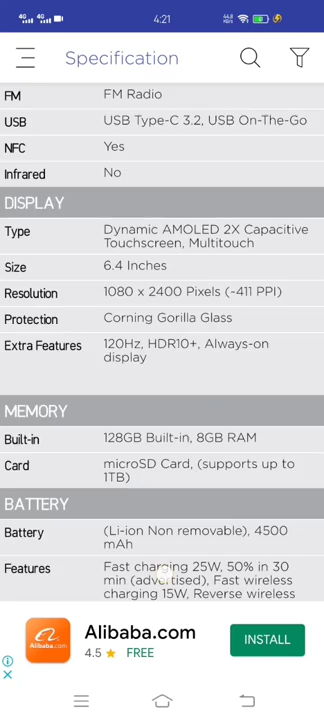 4G 4G 4:21 44.8 KB/s
Specification
FM FM Radio
USB USB Type-C 3.2, USB On-The-Go
NFC Yes
Infrared No
DISPLAY
Type Dynamic AMOLED 2X Capacitive
Touchscreen, Multitouch
Size 6.4 Inches
Resolution 1080 x 2400 Pixels (~411 PPI)
Protection Corning Gorilla Glass
Extra Features 120Hz, HDR10+, Always-on
display
MEMORY
Built-in 128GB Built-in, 8GB RAM
Card microSD Card, (supports up to
1TB)
BATTERY
Battery (Li-ion Non removable), 4500
mAh
Features Fast charging 25W, 50% in 30
min (advertised), Fast wireless
charging 15W, Reverse wireless
Alibaba.com
Alibaba.com
4.5 ★ FREE
INSTALL